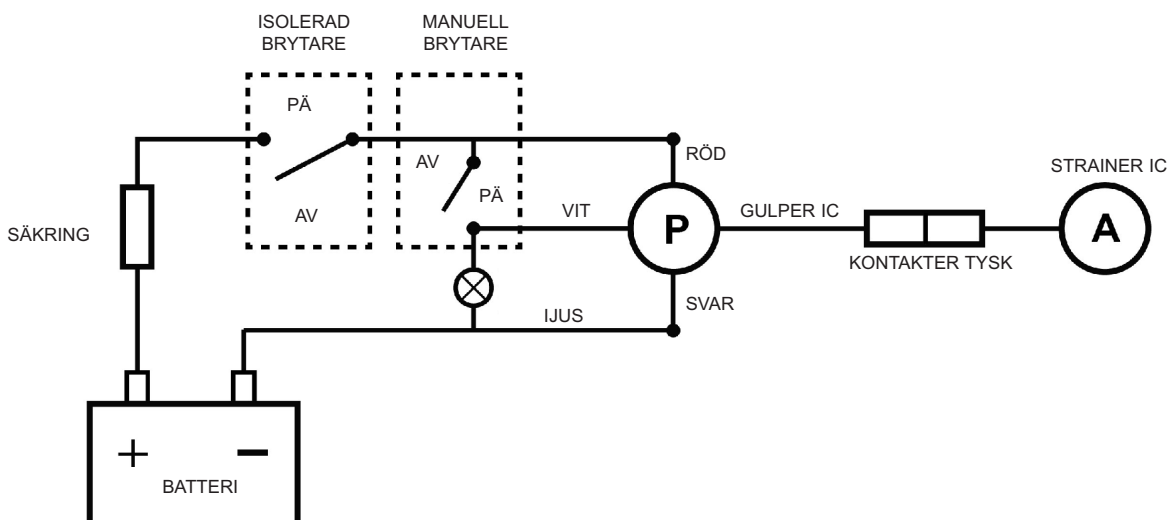 ISOLERAD
BRYTARE
MANUELL
BRYTARE
PÄ
AV
AV
PÄ
SÄKRING
RÖD
VIT
P
GULPER IC
STRAINER IC
A
KONTAKTER TYSK
SVAR
IJUS
+
−
BATTERI